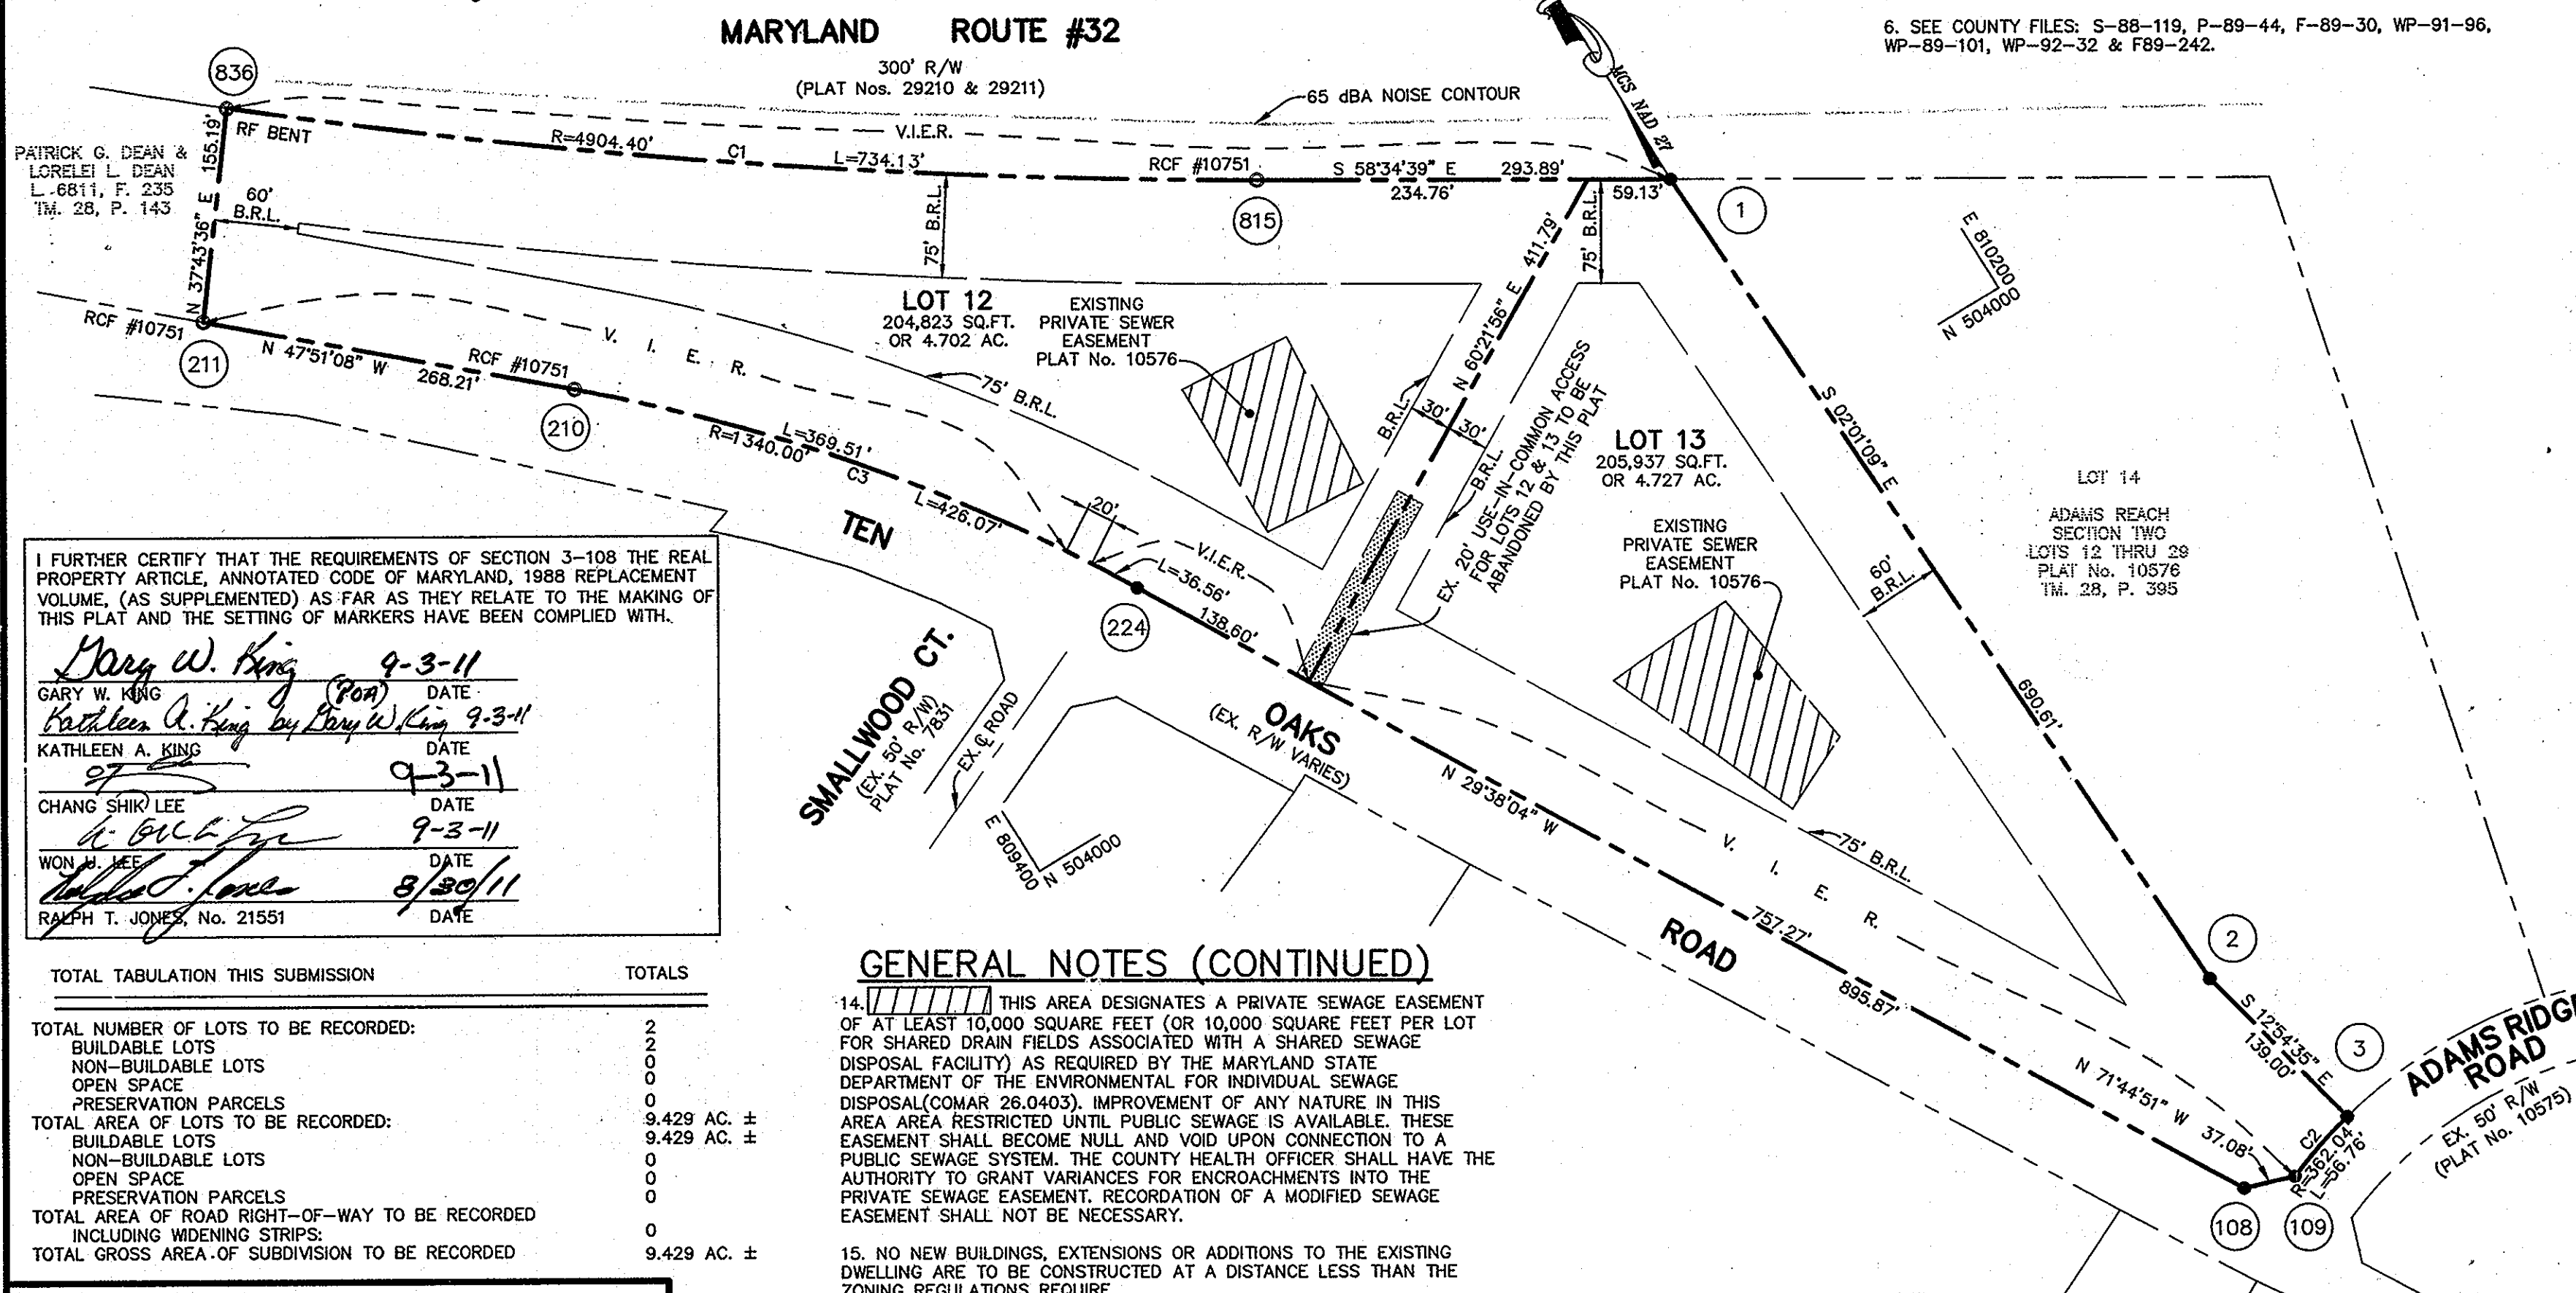 MARYLAND ROUTE #32
300' R/W
(PLAT Nos. 29210 & 29211)
6. SEE COUNTY FILES: S-88-119, P-89-44, F-89-30, WP-91-96,
WP-89-101, WP-92-32 & F89-242.
MCS NAD 27
65 dBA NOISE CONTOUR
836
RF BENT
R=4904.40'
C1
L=734.13'
V.I.E.R.
RCF #10751
815
S 58°34'39" E 293.89'
234.76'
59.13'
1
PATRICK G. DEAN &
LORELEI L. DEAN
L. 6811, F. 235
TM. 28, P. 143
N 37°43'36" E 155.19'
60'
B.R.L.
75' B.R.L.
75' B.R.L.
E 810200
N 504000
LOT 12
204,823 SQ.FT.
OR 4.702 AC.
EXISTING
PRIVATE SEWER
EASEMENT
PLAT No. 10576
RCF #10751
211
N 47°51'08" W
268.21'
RCF #10751
210
V. I. E. R.
75' B.R.L.
R=1340.00'
L=369.51'
C3
L=426.07'
N 60°21'56" E 411.79'
B.R.L.
30'
30'
B.R.L.
EX. 20' USE-IN-COMMON ACCESS
FOR LOTS 12 & 13 TO BE
ABANDONED BY THIS PLAT
LOT 13
205,937 SQ.FT.
OR 4.727 AC.
EXISTING
PRIVATE SEWER
EASEMENT
PLAT No. 10576
S 02°01'09" E
690.61'
60'
B.R.L.
LOT 14
ADAMS REACH
SECTION TWO
LOTS 12 THRU 29
PLAT No. 10576
TM. 28, P. 395
20'
V.I.E.R.
L=36.56'
224
138.60'
TEN
OAKS
(EX. R/W VARIES)
ROAD
SMALLWOOD CT.
(EX. 50' R/W)
PLAT No. 7831
EX. ℄ ROAD
E 809400
N 504000
N 29°38'04" W
757.27'
895.87'
V. I. E. R.
75' B.R.L.
2
S 12°54'35" E
139.00'
3
N 71°44'51" W 37.08'
C2
R=362.04'
L=56.76'
108
109
ADAMS RIDGE
ROAD
EX. 50' R/W
(PLAT No. 10575)
I FURTHER CERTIFY THAT THE REQUIREMENTS OF SECTION 3-108 THE REAL
PROPERTY ARTICLE, ANNOTATED CODE OF MARYLAND, 1988 REPLACEMENT
VOLUME, (AS SUPPLEMENTED) AS FAR AS THEY RELATE TO THE MAKING OF
THIS PLAT AND THE SETTING OF MARKERS HAVE BEEN COMPLIED WITH.
Gary W. King 9-3-11
GARY W. KING (POA) DATE
Kathleen A. King by Gary W. King 9-3-11
KATHLEEN A. KING DATE
9-3-11
CHANG SHIK LEE DATE
9-3-11
WON U. LEE DATE
8/30/11
RALPH T. JONES, No. 21551 DATE
TOTAL TABULATION THIS SUBMISSION TOTALS
TOTAL NUMBER OF LOTS TO BE RECORDED: 2
BUILDABLE LOTS 2
NON-BUILDABLE LOTS 0
OPEN SPACE 0
PRESERVATION PARCELS 0
TOTAL AREA OF LOTS TO BE RECORDED: 9.429 AC. ±
BUILDABLE LOTS 9.429 AC. ±
NON-BUILDABLE LOTS 0
OPEN SPACE 0
PRESERVATION PARCELS 0
TOTAL AREA OF ROAD RIGHT-OF-WAY TO BE RECORDED
INCLUDING WIDENING STRIPS: 0
TOTAL GROSS AREA OF SUBDIVISION TO BE RECORDED 9.429 AC. ±
GENERAL NOTES (CONTINUED)
14. THIS AREA DESIGNATES A PRIVATE SEWAGE EASEMENT
OF AT LEAST 10,000 SQUARE FEET (OR 10,000 SQUARE FEET PER LOT
FOR SHARED DRAIN FIELDS ASSOCIATED WITH A SHARED SEWAGE
DISPOSAL FACILITY) AS REQUIRED BY THE MARYLAND STATE
DEPARTMENT OF THE ENVIRONMENTAL FOR INDIVIDUAL SEWAGE
DISPOSAL(COMAR 26.0403). IMPROVEMENT OF ANY NATURE IN THIS
AREA AREA RESTRICTED UNTIL PUBLIC SEWAGE IS AVAILABLE. THESE
EASEMENT SHALL BECOME NULL AND VOID UPON CONNECTION TO A
PUBLIC SEWAGE SYSTEM. THE COUNTY HEALTH OFFICER SHALL HAVE THE
AUTHORITY TO GRANT VARIANCES FOR ENCROACHMENTS INTO THE
PRIVATE SEWAGE EASEMENT. RECORDATION OF A MODIFIED SEWAGE
EASEMENT SHALL NOT BE NECESSARY.
15. NO NEW BUILDINGS, EXTENSIONS OR ADDITIONS TO THE EXISTING
DWELLING ARE TO BE CONSTRUCTED AT A DISTANCE LESS THAN THE
ZONING REGULATIONS REQUIRE